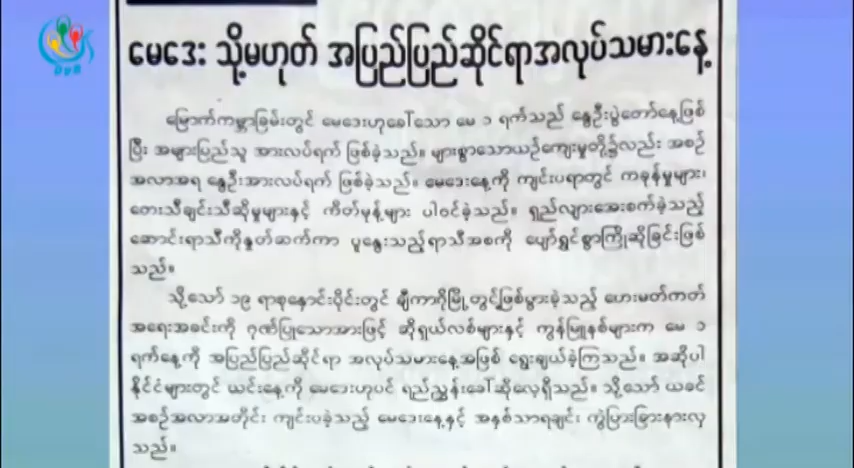 DVB
မေဒေး သို့မဟုတ် အပြည်ပြည်ဆိုင်ရာအလုပ်သမားနေ့
မြောက်ကမ္ဘာခြမ်းတွင် မေဒေးဟုခေါ်သော မေ ၁ ရက်သည် နွေဦးပွဲတော်နေ့ဖြစ်
ပြီး အများပြည်သူ အားလပ်ရက် ဖြစ်ခဲ့သည်။ များစွာသောယဉ်ကျေးမှုတို့၌လည်း အစဉ်
အလာအရ နွေဦးအားလပ်ရက် ဖြစ်ခဲ့သည်။ မေဒေးနေ့ကို ကျင်းပရာတွင် ကခုန်မှုများ၊
တေးသီချင်းသီဆိုမှုများနှင့် ကိတ်မုန့်များ ပါဝင်ခဲ့သည်။ ရှည်လျားအေးစက်ခဲ့သည့်
ဆောင်းရာသီကိုနှုတ်ဆက်ကာ ပူနွေးသည့်ရာသီအစကို ပျော်ရွှင်စွာကြိုဆိုခြင်းဖြစ်
သည်။
သို့သော် ၁၉ ရာစုနှောင်းပိုင်းတွင် ချီကာဂိုမြို့တွင်ဖြစ်ပွားခဲ့သည့် ဟေးမတ်ကတ်
အရေးအခင်းကို ဂုဏ်ပြုသောအားဖြင့် ဆိုရှယ်လစ်များနှင့် ကွန်မြူနစ်များက မေ ၁
ရက်နေ့ကို အပြည်ပြည်ဆိုင်ရာ အလုပ်သမားနေ့အဖြစ် ရွေးချယ်ခဲ့ကြသည်။ အဆိုပါ
နိုင်ငံများတွင် ယင်းနေ့ကို မေဒေးဟုပင် ရည်ညွှန်းခေါ်ဆိုလေ့ရှိသည်။ သို့သော် ယခင်
အစဉ်အလာအတိုင်း ကျင်းပခဲ့သည့် မေဒေးနေ့နှင့် အနှစ်သာရချင်း ကွဲပြားခြားနားလှ
သည်။